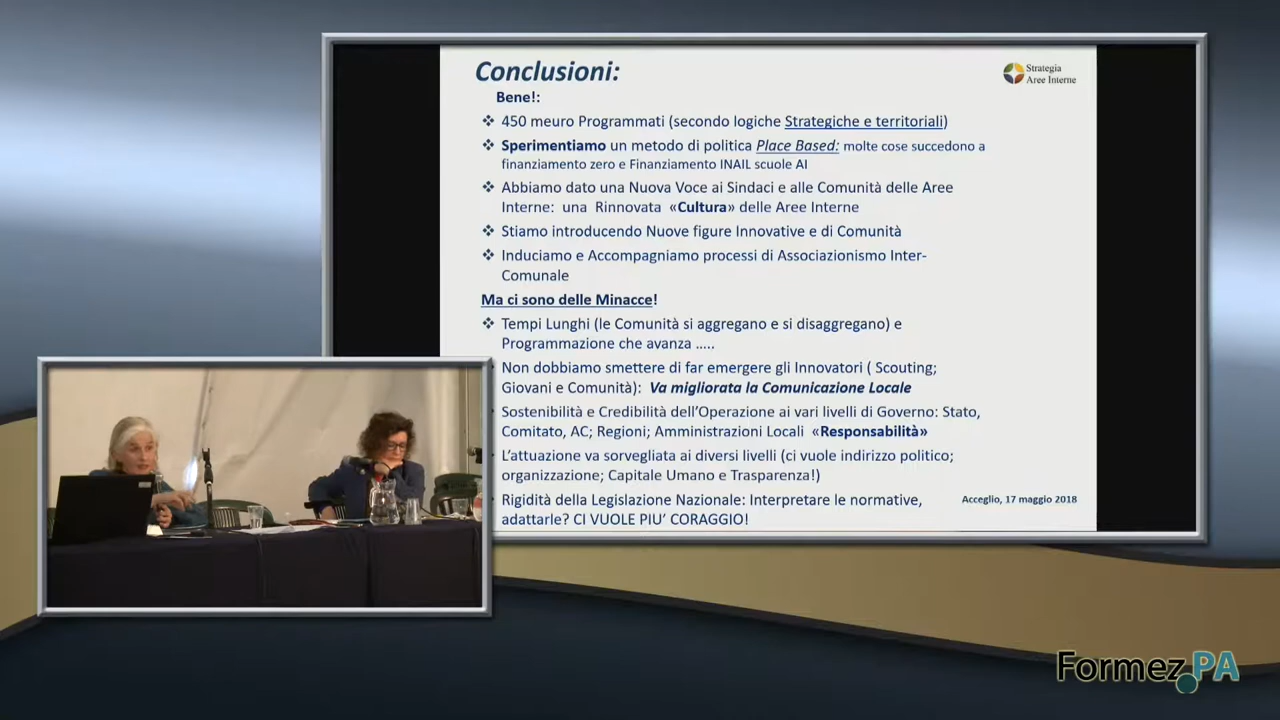 Conclusioni:
Strategia
Aree Interne
Bene!:
❖ 450 meuro Programmati (secondo logiche Strategiche e territoriali)
❖ Sperimentiamo un metodo di politica Place Based: molte cose succedono a
finanziamento zero e Finanziamento INAIL scuole AI
❖ Abbiamo dato una Nuova Voce ai Sindaci e alle Comunità delle Aree
Interne: una Rinnovata «Cultura» delle Aree Interne
❖ Stiamo introducendo Nuove figure Innovative e di Comunità
❖ Induciamo e Accompagniamo processi di Associazionismo Inter-
Comunale
Ma ci sono delle Minacce!
❖ Tempi Lunghi (le Comunità si aggregano e si disaggregano) e
Programmazione che avanza .....
Non dobbiamo smettere di far emergere gli Innovatori ( Scouting;
Giovani e Comunità): Va migliorata la Comunicazione Locale
Sostenibilità e Credibilità dell'Operazione ai vari livelli di Governo: Stato,
Comitato, AC; Regioni; Amministrazioni Locali «Responsabilità»
L'attuazione va sorvegliata ai diversi livelli (ci vuole indirizzo politico;
organizzazione; Capitale Umano e Trasparenza!)
Rigidità della Legislazione Nazionale: Interpretare le normative,
adattarle? CI VUOLE PIU' CORAGGIO!
Acceglio, 17 maggio 2018
Formez PA